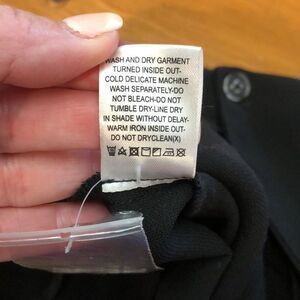 WASH AND DRY GARMENT
TURNED INSIDE OUT-
COLD DELICATE MACHINE
WASH SEPARATELY-DO
NOT BLEACH-DO NOT
TUMBLE DRY-LINE DRY
IN SHADE WITHOUT DELAY-
WARM IRON INSIDE OUT-
DO NOT DRYCLEAN(X)